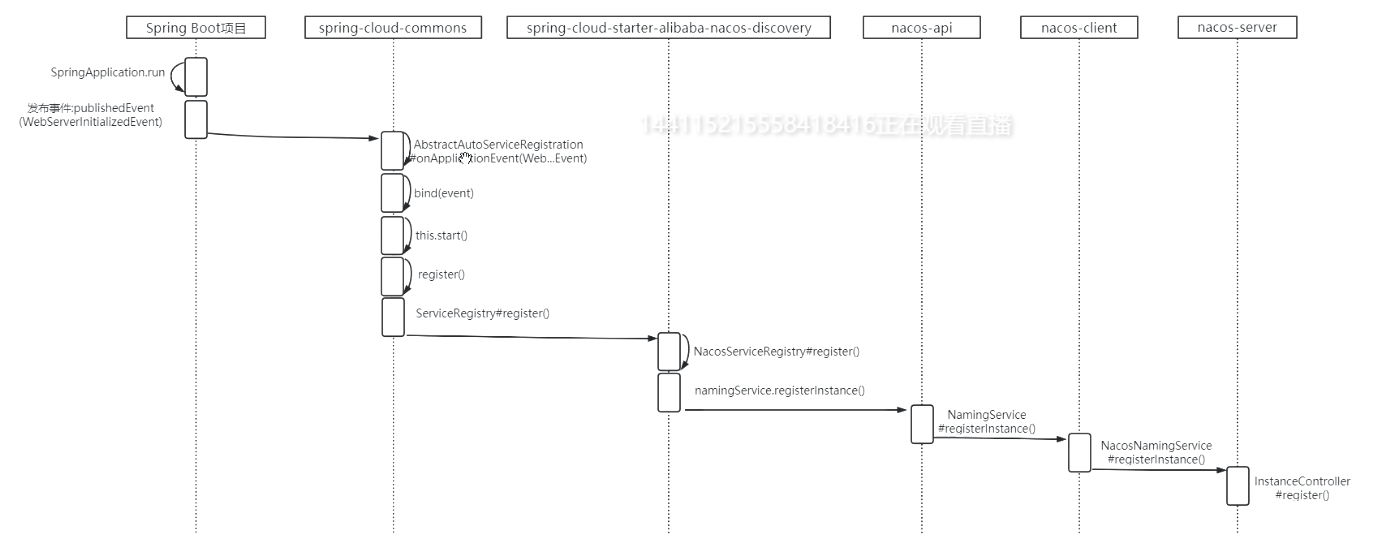 Spring Boot项目
spring-cloud-commons
spring-cloud-starter-alibaba-nacos-discovery
nacos-api
nacos-client
nacos-server
SpringApplication.run
发布事件:publishedEvent
(WebServerInitializedEvent)
1441152155558418416正在观看直播
AbstractAutoServiceRegistration
#onApplicationEvent(Web...Event)
bind(event)
this.start()
register()
ServiceRegistry#register()
NacosServiceRegistry#register()
namingService.registerInstance()
NamingService
#registerInstance()
NacosNamingService
#registerInstance()
InstanceController
#register()